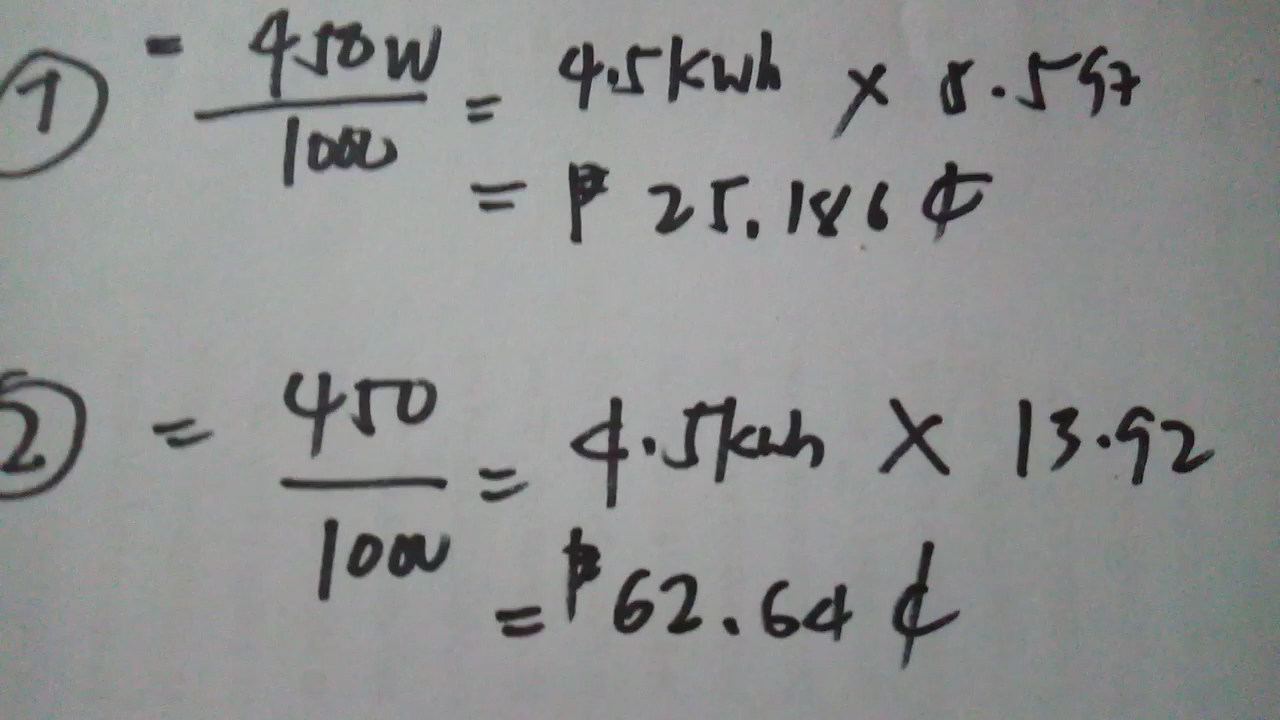 ① = 450W / 1000 = 4.5kwh × 5.597
= ₱ 25.186 ¢
② = 450 / 1000 = 4.5kwh × 13.92
= ₱ 62.64 ¢